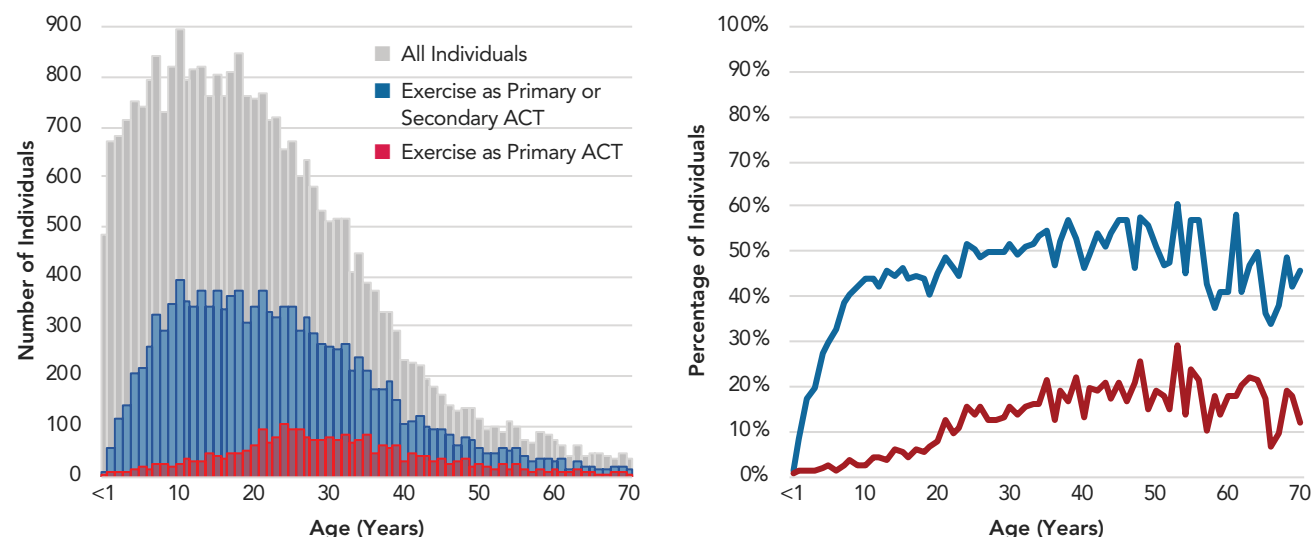 900
800
700
600
500
400
300
200
100
0
Number of Individuals
All Individuals
Exercise as Primary or
Secondary ACT
Exercise as Primary ACT
<1 10 20 30 40 50 60 70
Age (Years)
100%
90%
80%
70%
60%
50%
40%
30%
20%
10%
0%
Percentage of Individuals
<1 10 20 30 40 50 60 70
Age (Years)